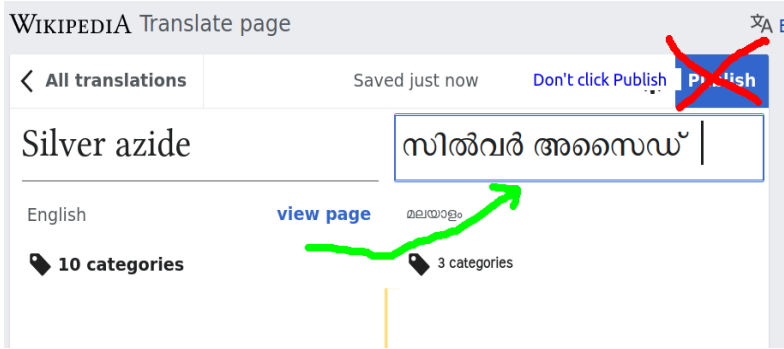 WIKIPEDIA Translate page
All translations Saved just now Don't click Publish Publish
Silver azide സിൽവർ അസൈഡ്
English view page മലയാളം
10 categories 3 categories